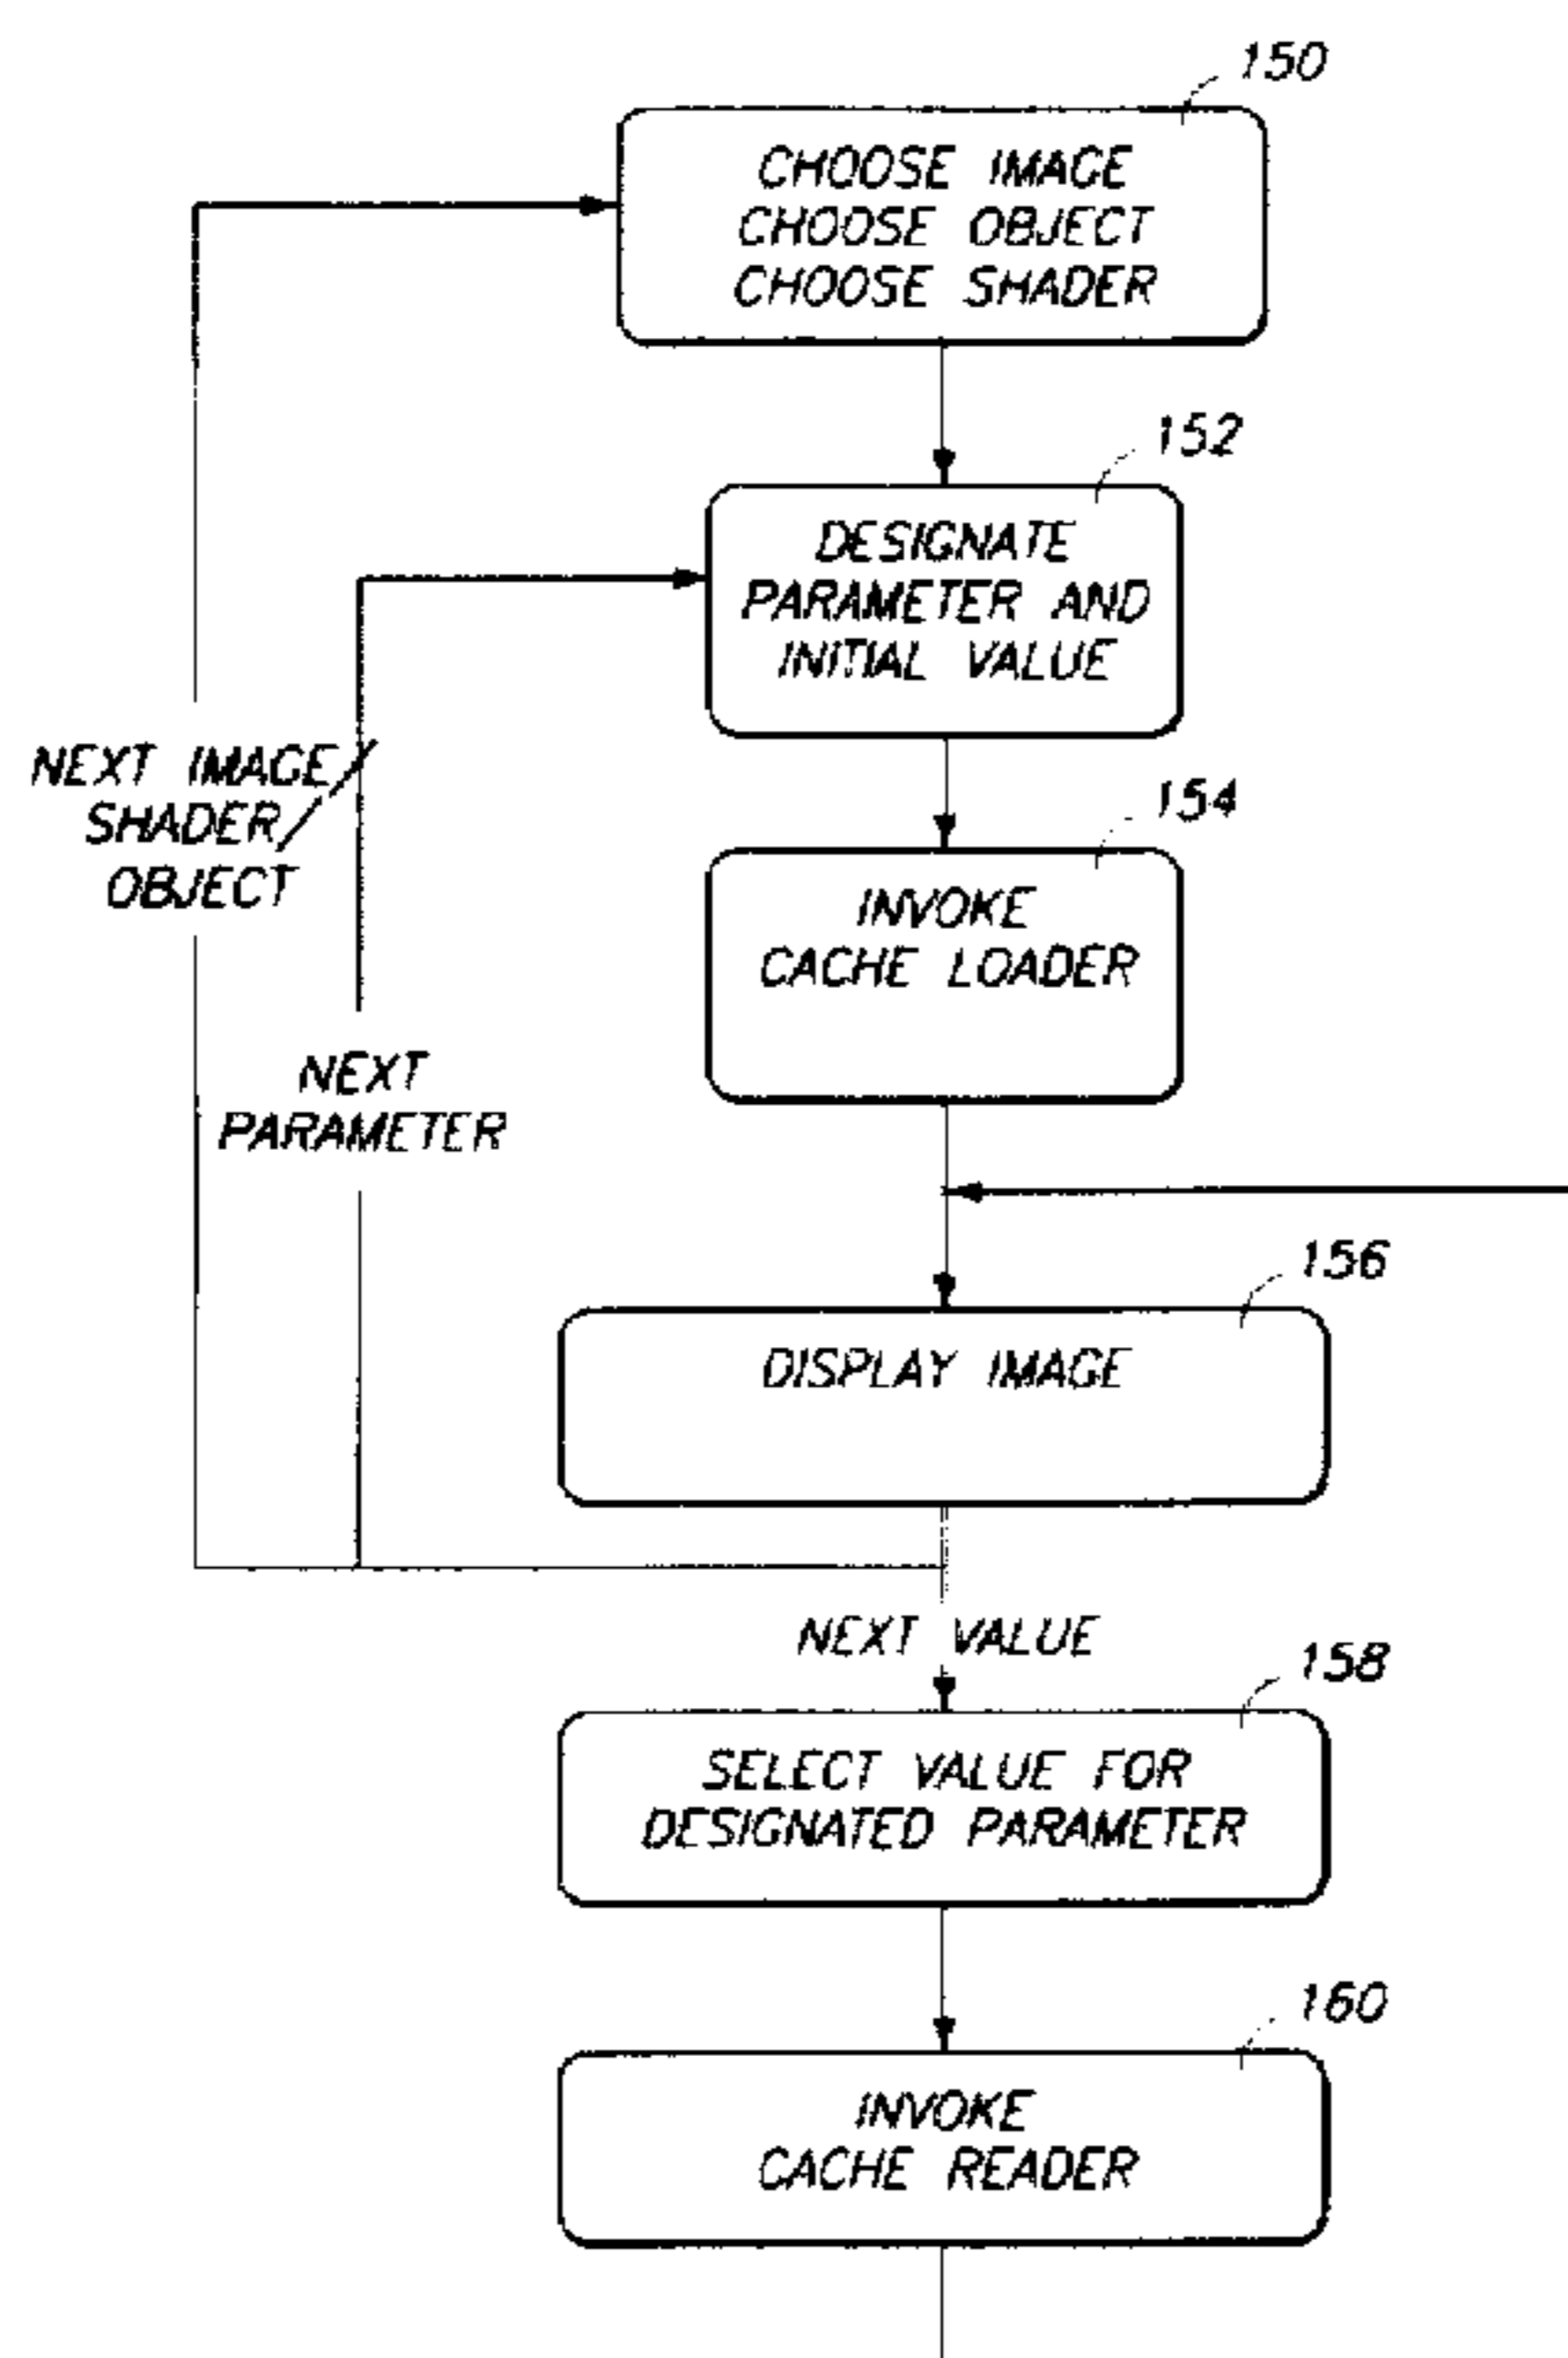 150
CHOOSE IMAGE
CHOOSE OBJECT
CHOOSE SHADER
152
DESIGNATE
PARAMETER AND
INITIAL VALUE
NEXT IMAGE/
SHADER/
OBJECT
154
INVOKE
CACHE LOADER
NEXT
PARAMETER
156
DISPLAY IMAGE
NEXT VALUE
158
SELECT VALUE FOR
DESIGNATED PARAMETER
160
INVOKE
CACHE READER